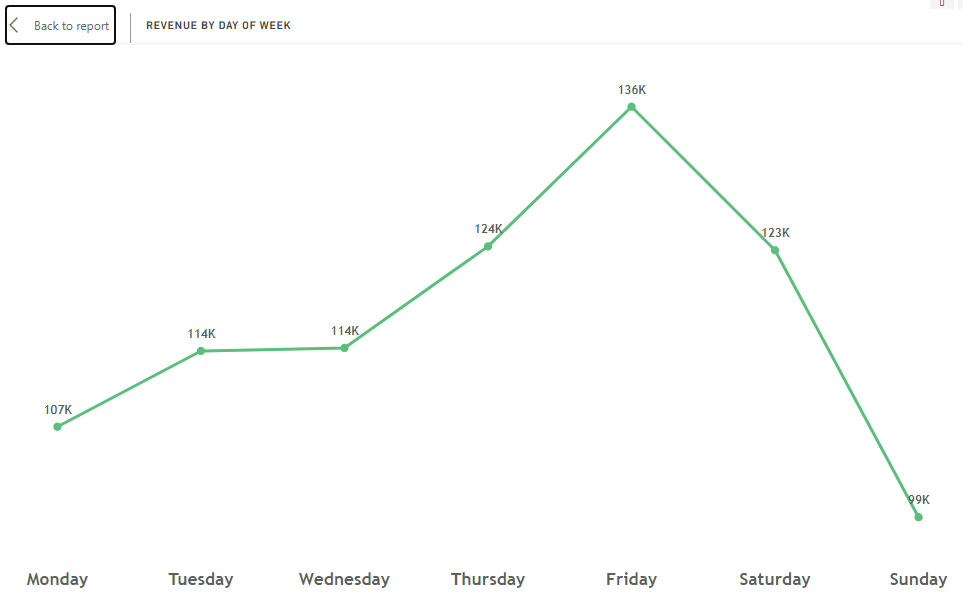 Back to report
REVENUE BY DAY OF WEEK
136K
124K
123K
114K
114K
107K
99K
Monday Tuesday Wednesday Thursday Friday Saturday Sunday